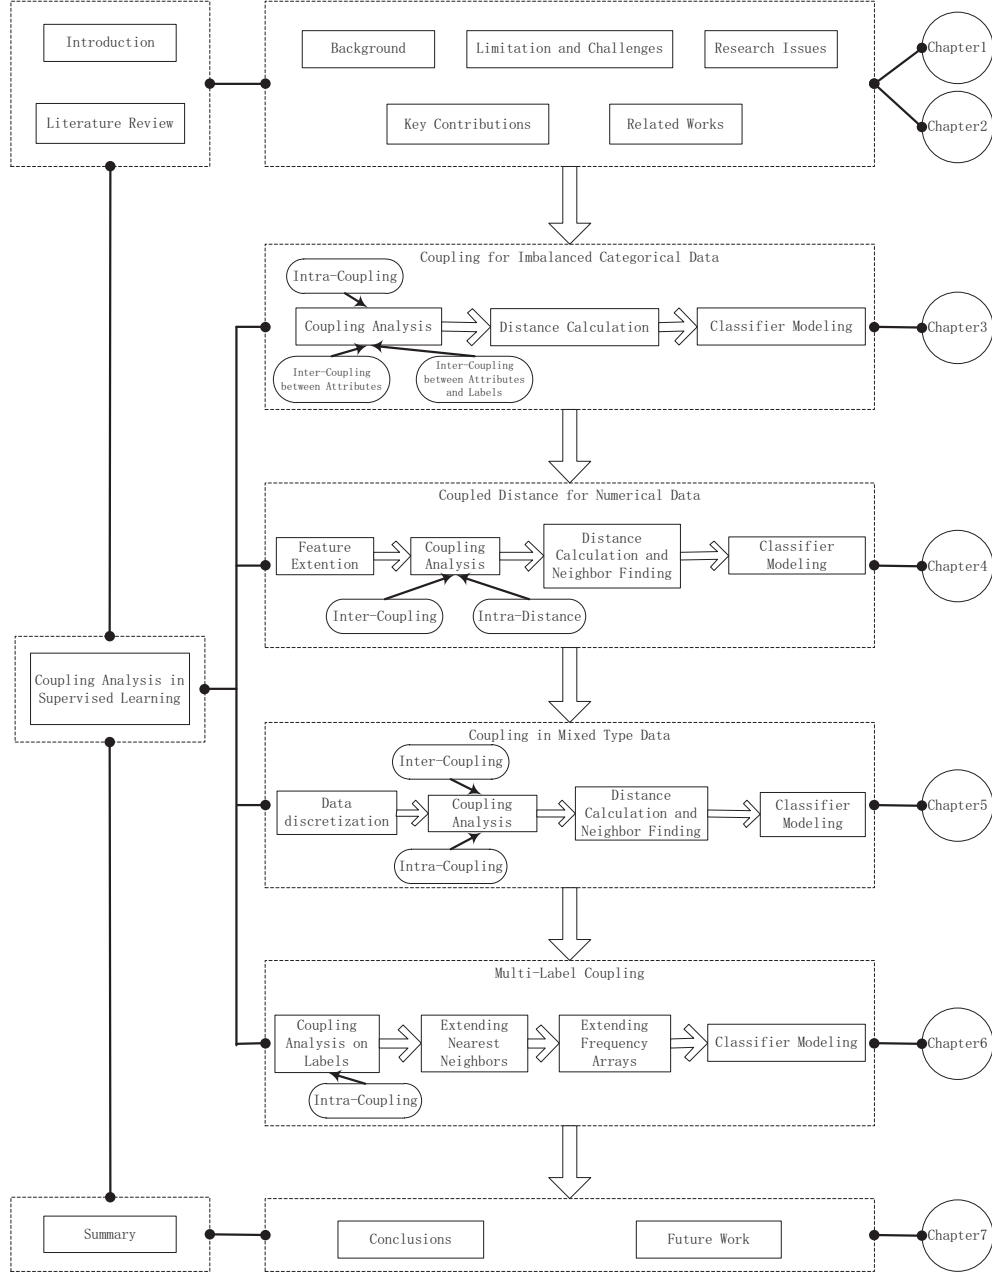 Introduction
Literature Review
Background
Limitation and Challenges
Research Issues
Key Contributions
Related Works
Chapter1
Chapter2
Coupling for Imbalanced Categorical Data
Intra-Coupling
Coupling Analysis
Distance Calculation
Classifier Modeling
Inter-Coupling
between Attributes
Inter-Coupling
between Attributes
and Labels
Chapter3
Coupled Distance for Numerical Data
Feature
Extention
Coupling
Analysis
Distance
Calculation and
Neighbor Finding
Classifier
Modeling
Inter-Coupling
Intra-Distance
Chapter4
Coupling Analysis in
Supervised Learning
Coupling in Mixed Type Data
Inter-Coupling
Data
discretization
Coupling
Analysis
Distance
Calculation and
Neighbor Finding
Classifier
Modeling
Intra-Coupling
Chapter5
Multi-Label Coupling
Coupling
Analysis on
Labels
Extending
Nearest
Neighbors
Extending
Frequency
Arrays
Classifier Modeling
Intra-Coupling
Chapter6
Summary
Conclusions
Future Work
Chapter7